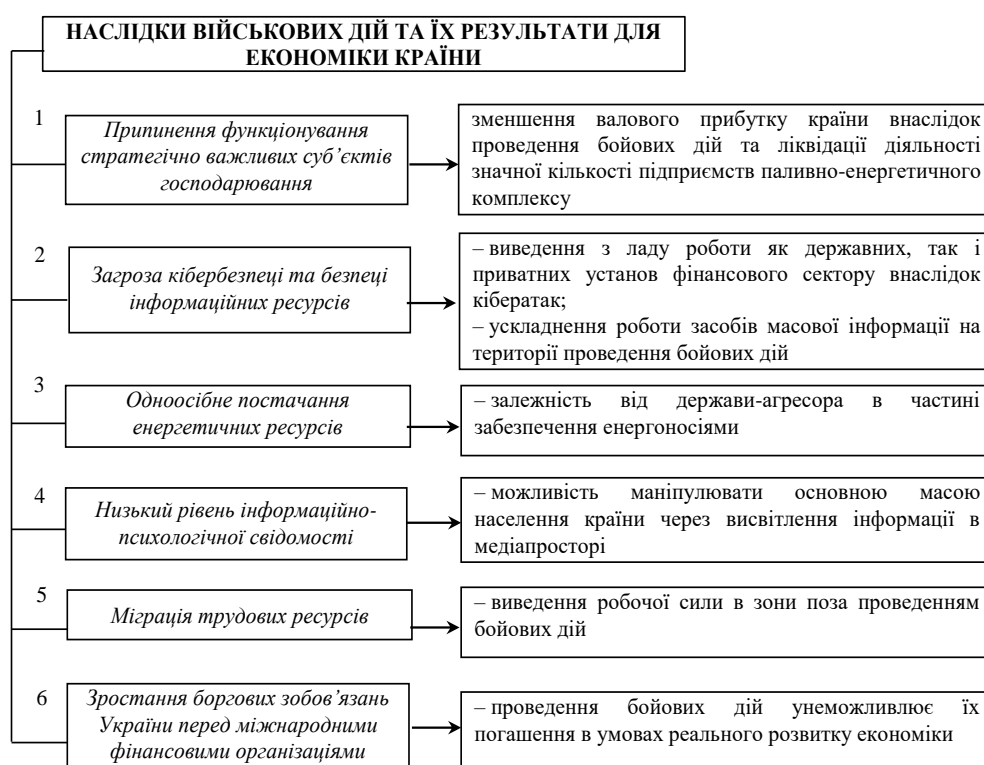 НАСЛІДКИ ВІЙСЬКОВИХ ДІЙ ТА ЇХ РЕЗУЛЬТАТИ ДЛЯ
ЕКОНОМІКИ КРАЇНИ
1
Припинення функціонування
стратегічно важливих суб’єктів
господарювання
зменшення валового прибутку країни внаслідок
проведення бойових дій та ліквідації діяльності
значної кількості підприємств паливно-енергетичного
комплексу
2
Загроза кібербезпеці та безпеці
інформаційних ресурсів
– виведення з ладу роботи як державних, так і
приватних установ фінансового сектору внаслідок
кібератак;
– ускладнення роботи засобів масової інформації на
території проведення бойових дій
3
Одноосібне постачання
енергетичних ресурсів
– залежність від держави-агресора в частині
забезпечення енергоносіями
4
Низький рівень інформаційно-
психологічної свідомості
– можливість маніпулювати основною масою
населення країни через висвітлення інформації в
медіапросторі
5
Міграція трудових ресурсів
– виведення робочої сили в зони поза проведенням
бойових дій
6
Зростання боргових зобов’язань
України перед міжнародними
фінансовими організаціями
– проведення бойових дій унеможливлює їх
погашення в умовах реального розвитку економіки